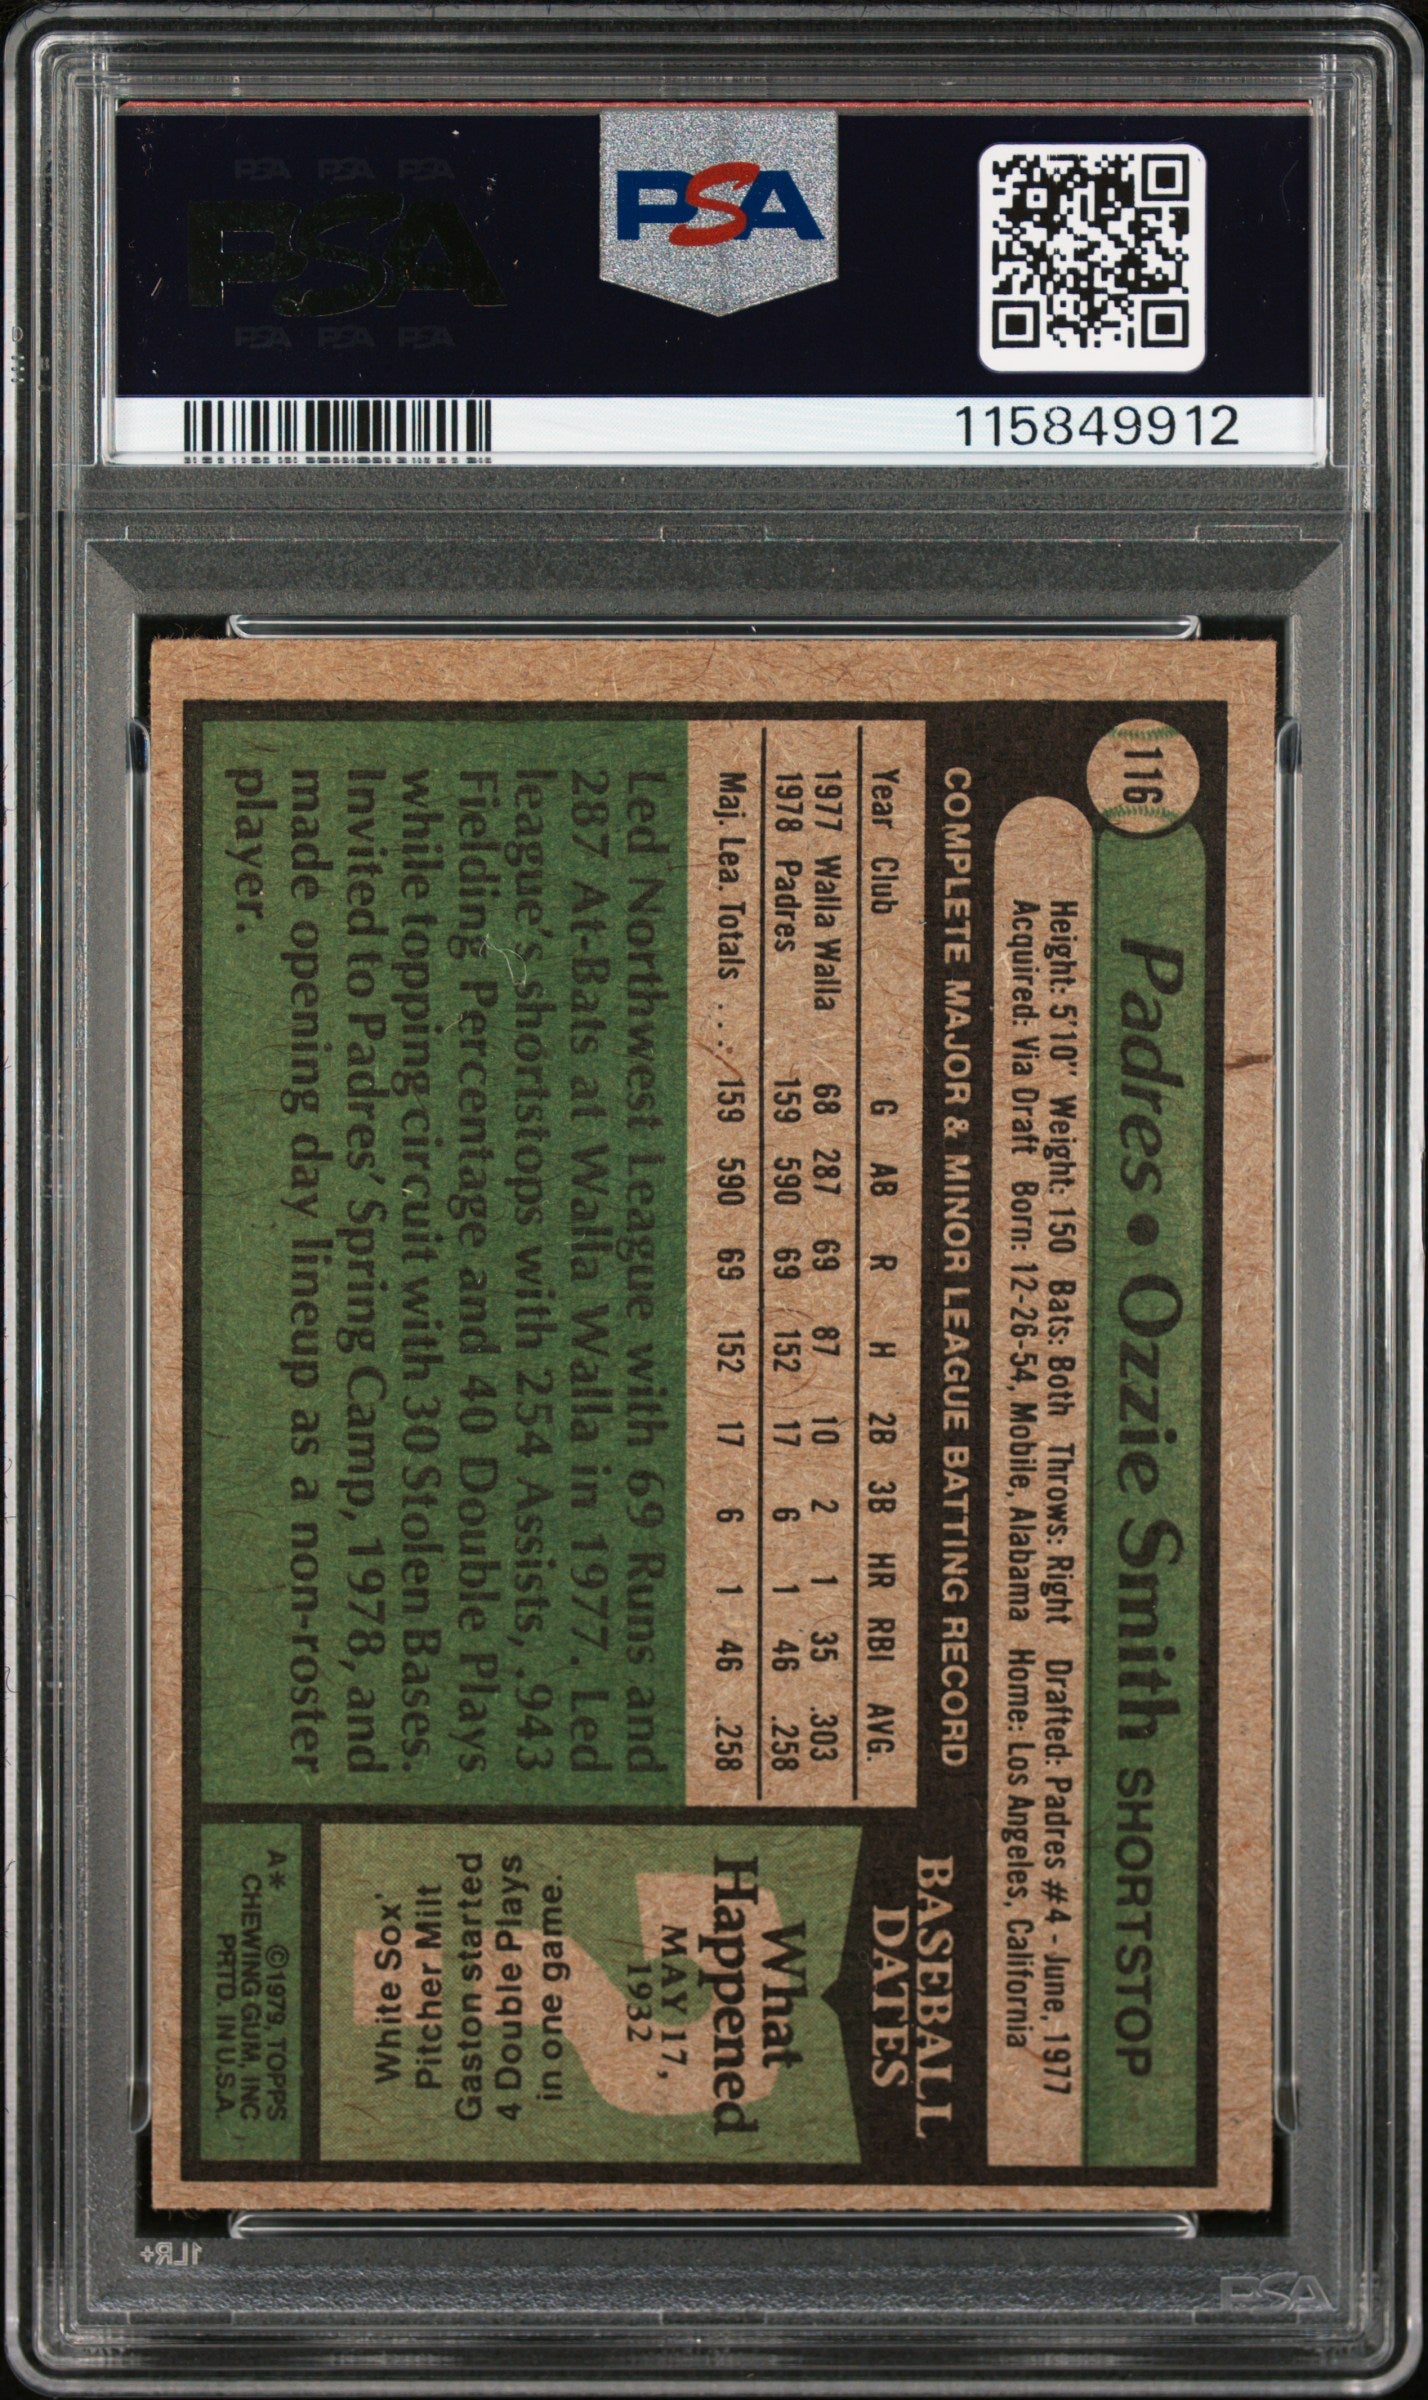 PSA PSA PSA
PSA
PSA PSA PSA
PSA
115849912
116
Padres • Ozzie Smith SHORTSTOP
Height: 5'10" Weight: 150 Bats: Both Throws: Right Drafted: Padres #4 - June, 1977
Acquired: Via Draft Born: 12-26-54, Mobile, Alabama Home: Los Angeles, California
COMPLETE MAJOR & MINOR LEAGUE BATTING RECORD
Year Club G AB R H 2B 3B HR RBI AVG.
1977 Walla Walla 68 287 69 87 10 2 1 35 .303
1978 Padres 159 590 69 152 17 6 1 46 .258
Maj. Lea. Totals .... 159 590 69 152 17 6 1 46 .258
Led Northwest League with 69 Runs and
287 At-Bats at Walla Walla in 1977. Led
league's shortstops with 254 Assists, .943
Fielding Percentage and 40 Double Plays
while topping circuit with 30 Stolen Bases.
Invited to Padres' Spring Camp, 1978, and
made opening day lineup as a non-roster
player.
BASEBALL
DATES
What
Happened
MAY 17,
1932
?
White Sox'
Pitcher Milt
Gaston started
4 Double Plays
in one game.
A* ©1979, TOPPS
CHEWING GUM, INC
PRTD. IN U.S.A.
1LR+
PSA